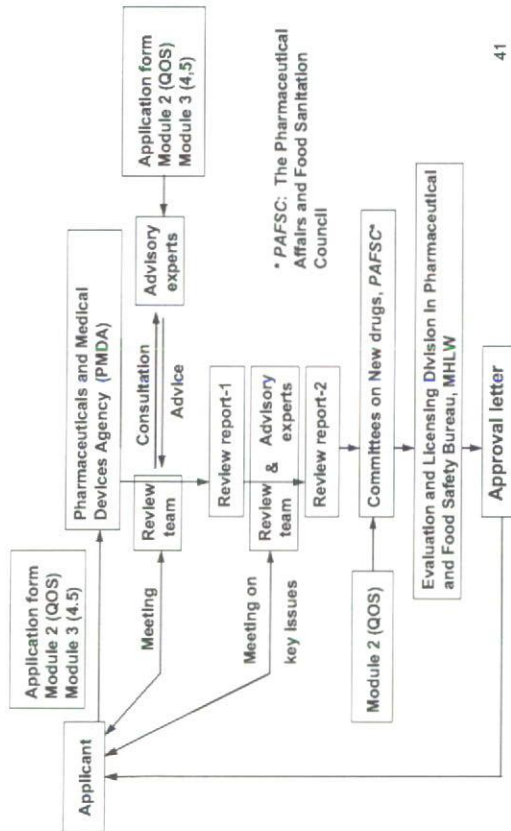 Applicant
Application form
Module 2 (QOS)
Module 3 (4.5)
Pharmaceuticals and Medical
Devices Agency (PMDA)
Application form
Module 2 (QOS)
Module 3 (4,5)
Meeting
Review
team
Consultation
Advice
Advisory
experts
Review report-1
Meeting on
key issues
Review & Advisory
team experts
Review report-2
* PAFSC: The Pharmaceutical
Affairs and Food Sanitation
Council
Module 2 (QOS)
Committees on New drugs, PAFSC*
Evaluation and Licensing Division in Pharmaceutical
and Food Safety Bureau, MHLW
Approval letter
41